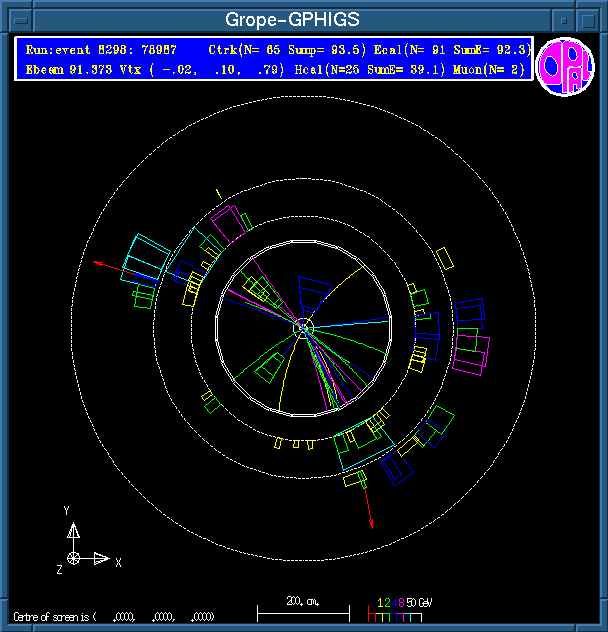 Grope-GPHIGS
Run:event 8298: 78987 Ctrk(N= 65 Sump= 93.5) Ecal(N= 91 SumE= 92.3)
Ebeam 91.373 Vtx ( -.02, .10, .79) Hcal(N=25 SumE= 39.1) Muon(N= 2)
OPAL
Y
X
Z
200. cm.
1 2 4 8 50 GeV
Centre of screen is ( .0000, .0000, .0000)